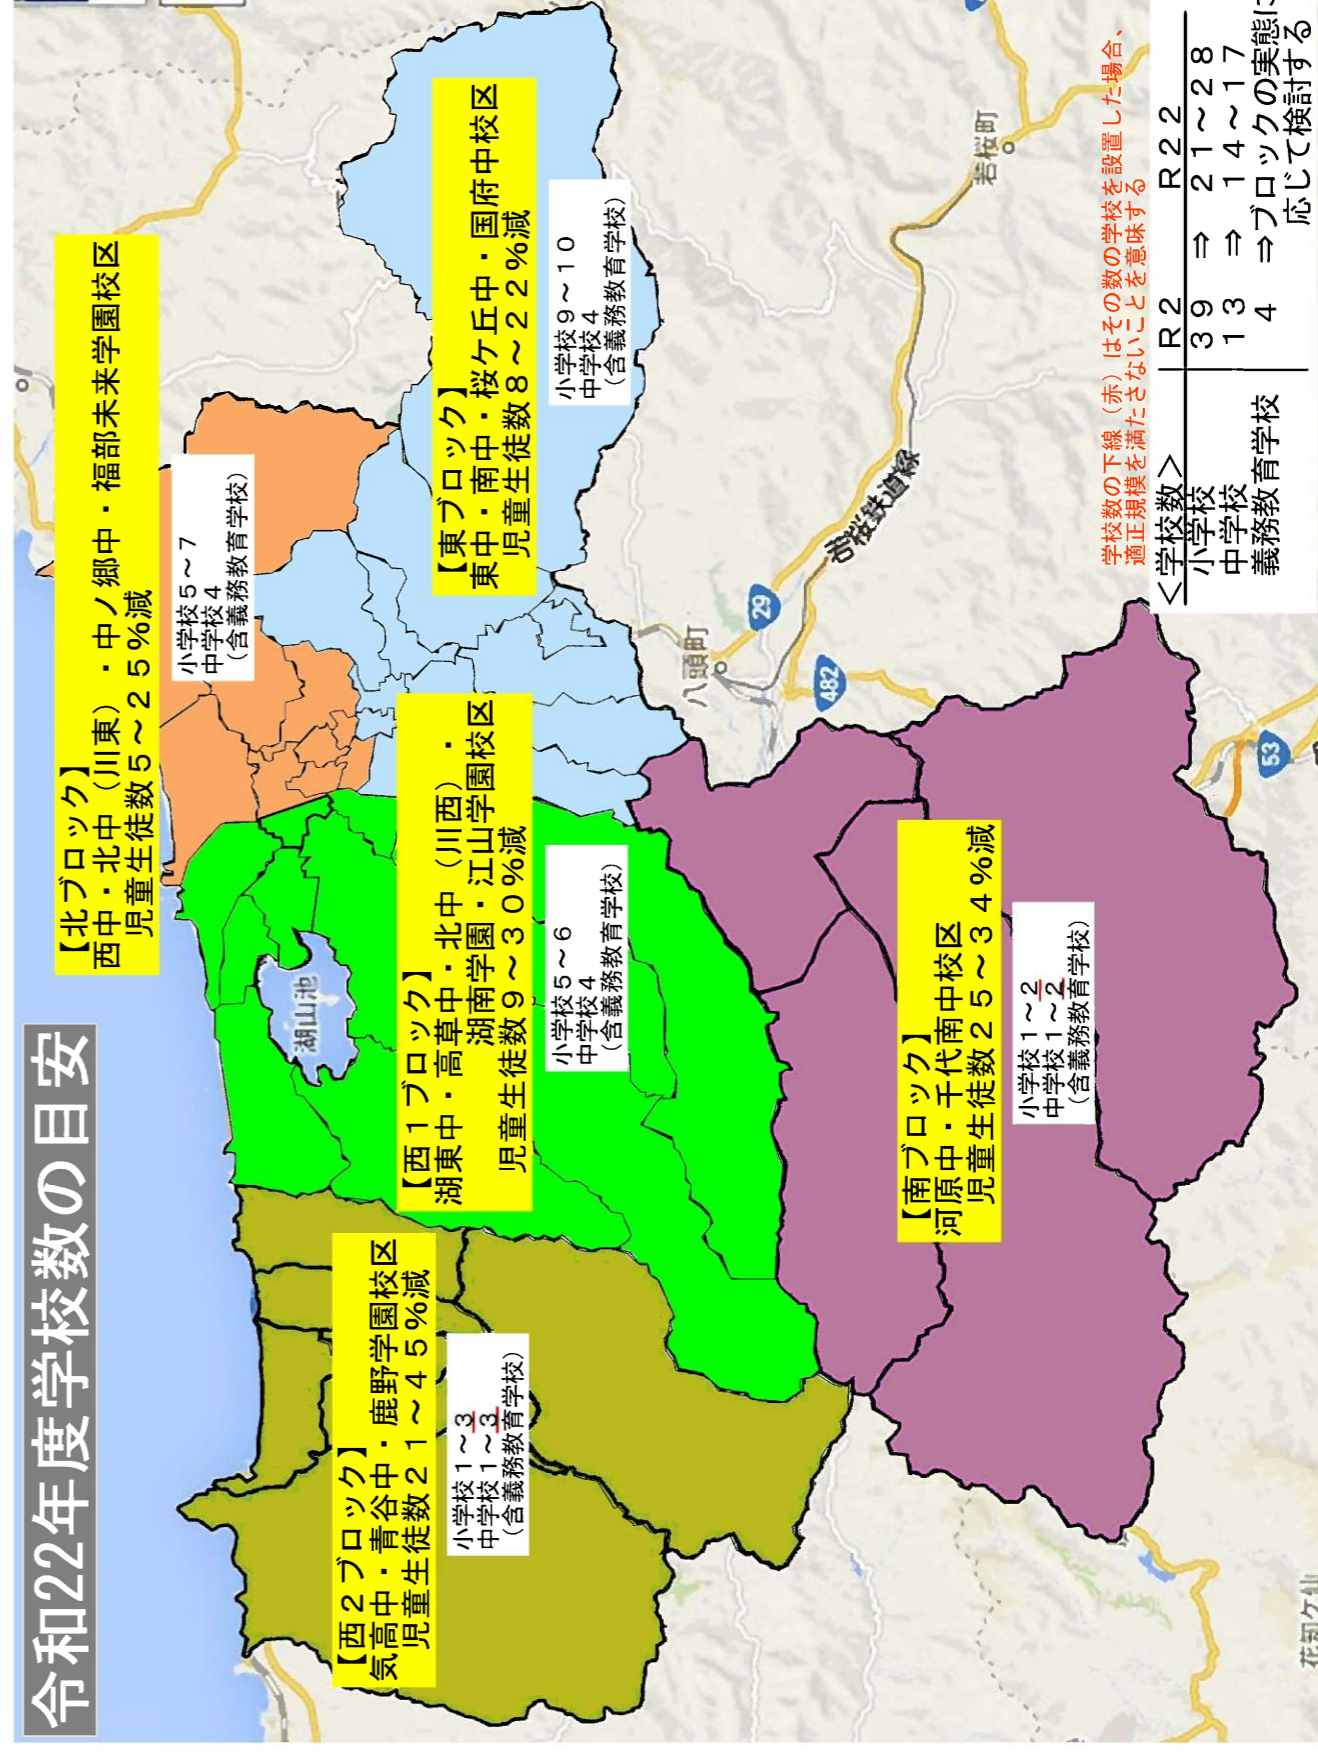 令和22年度学校数の目安
【北ブロック】
西中・北中（川東）・中ノ郷中・福部未来学園校区
児童生徒数５～２５％減
小学校５～７
中学校４
（含義務教育学校）
【東ブロック】
東中・南中・桜ケ丘中・国府中校区
児童生徒数８～２２％減
小学校９～１０
中学校４
（含義務教育学校）
【西１ブロック】
湖東中・高草中・北中（川西）・
湖南学園・江山学園校区
児童生徒数９～３０％減
小学校５～６
中学校４
（含義務教育学校）
【西２ブロック】
気高中・青谷中・鹿野学園校区
児童生徒数２１～４５％減
小学校１～３
中学校１～３
（含義務教育学校）
【南ブロック】
河原中・千代南中校区
児童生徒数２５～３４％減
小学校１～２
中学校１～２
（含義務教育学校）
湖山池
八頭町
若桜町
若桜鉄道線
29
482
53
学校数の下線（赤）はその数の学校を設置した場合、
適正規模を満たさないことを意味する
＜学校数＞ Ｒ２ Ｒ２２
小学校 ３９ ⇒ ２１～２８
中学校 １３ ⇒ １４～１７
義務教育学校 ４ ⇒ブロックの実態に
応じて検討する